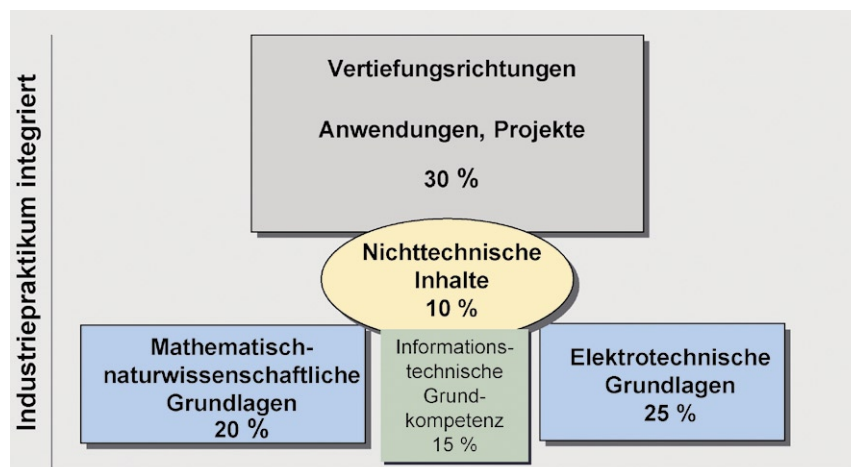 Industriepraktikum integriert
Vertiefungsrichtungen
Anwendungen, Projekte
30 %
Nichttechnische
Inhalte
10 %
Mathematisch-
naturwissenschaftliche
Grundlagen
20 %
Informations-
technische
Grund-
kompetenz
15 %
Elektrotechnische
Grundlagen
25 %